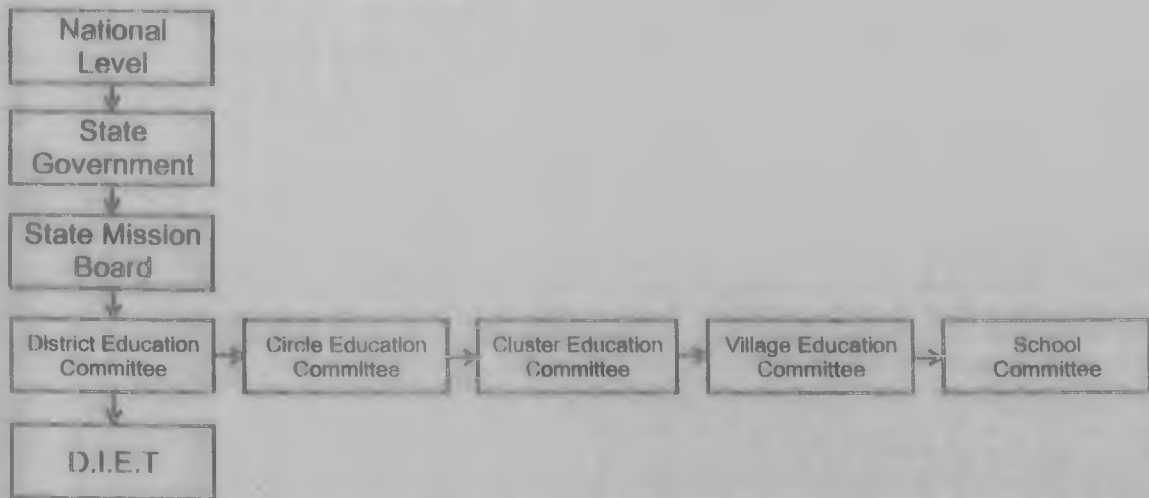 National
Level
State
Government
State Mission
Board
District Education
Committee
Circle Education
Committee
Cluster Education
Committee
Village Education
Committee
School
Committee
D.I.E.T